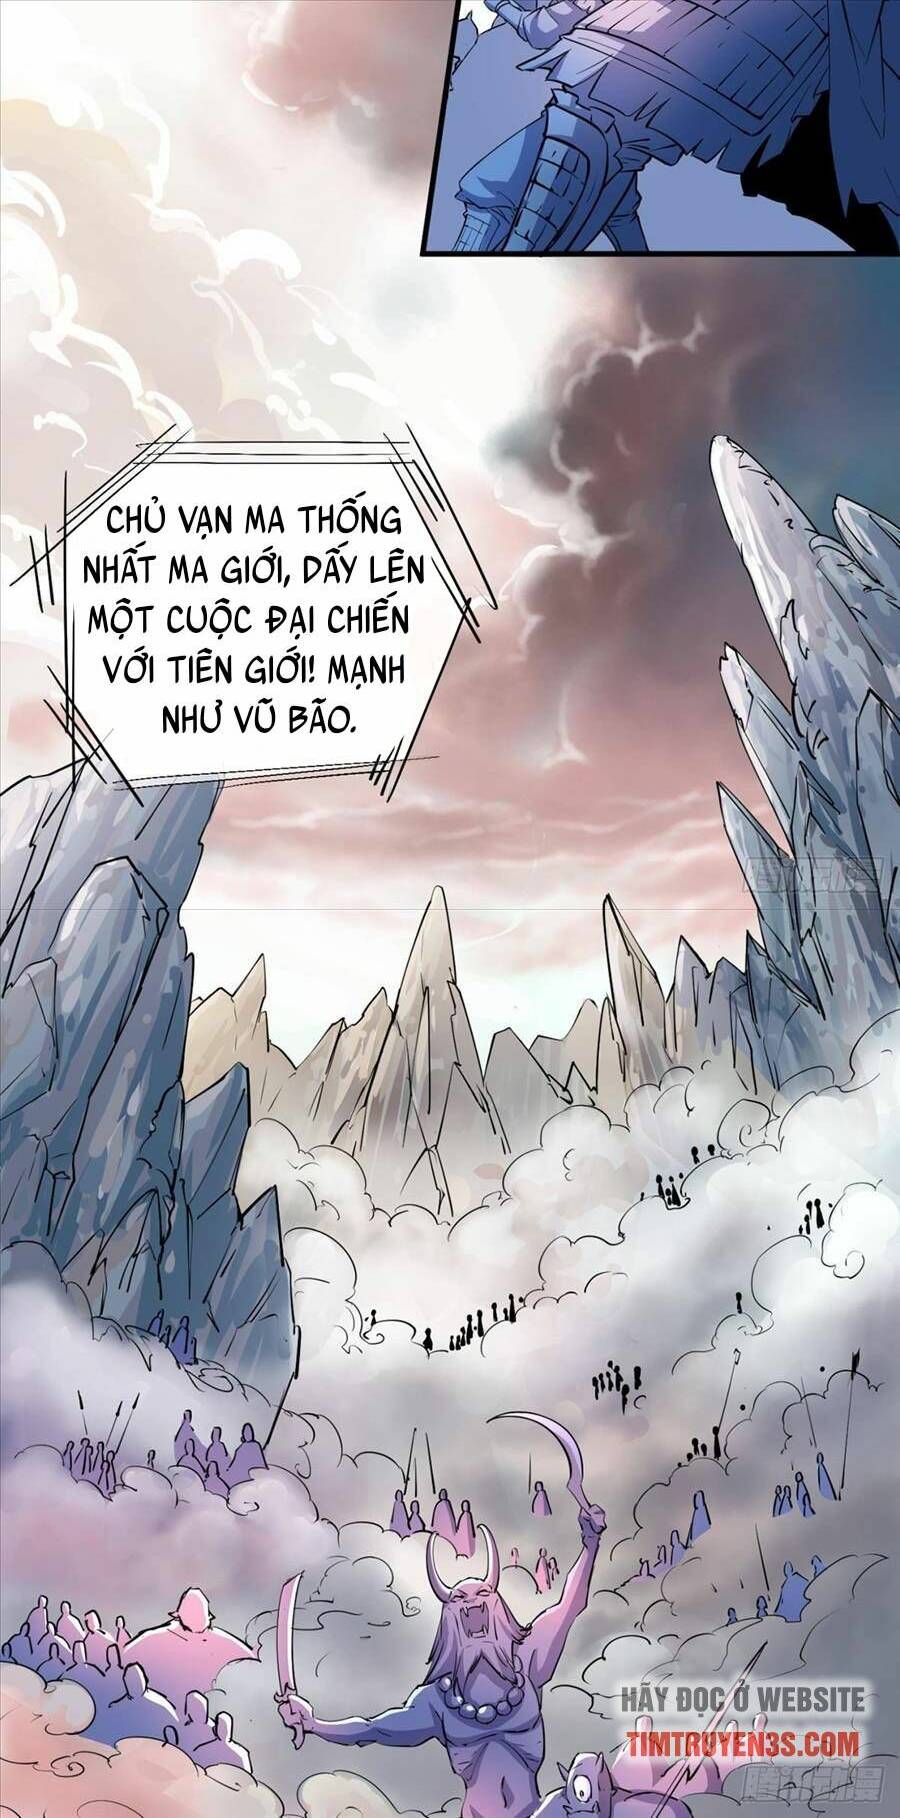 CHỦ VẠN MA THỐNG
NHẤT MA GIỚI, DẤY LÊN
MỘT CUỘC ĐẠI CHIẾN
VỚI TIÊN GIỚI! MẠNH
NHƯ VŨ BÃO.
HÃY ĐỌC Ở WEBSITE
TIMTRUYEN3S.COM